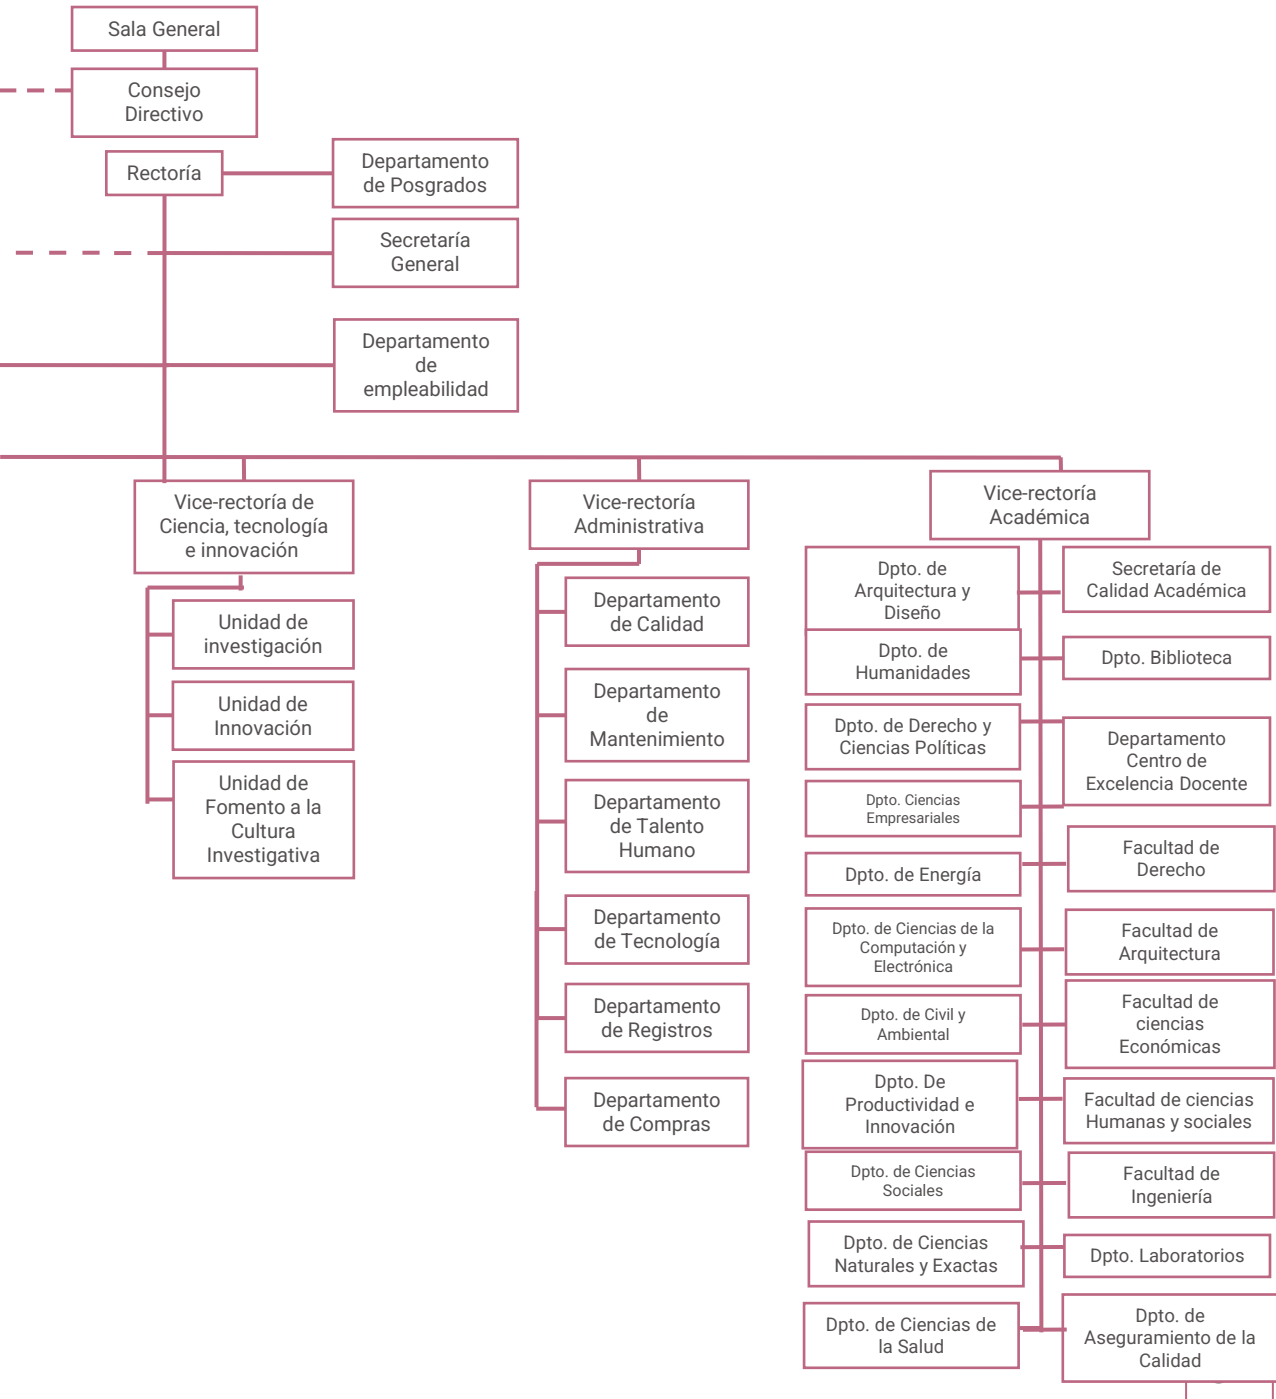 Sala General
Consejo
Directivo
Rectoría
Departamento
de Posgrados
Secretaría
General
Departamento
de
empleabilidad
Vice-rectoría de
Ciencia, tecnología
e innovación
Unidad de
investigación
Unidad de
Innovación
Unidad de
Fomento a la
Cultura
Investigativa
Vice-rectoría
Administrativa
Departamento
de Calidad
Departamento
de
Mantenimiento
Departamento
de Talento
Humano
Departamento
de Tecnología
Departamento
de Registros
Departamento
de Compras
Vice-rectoría
Académica
Dpto. de
Arquitectura y
Diseño
Dpto. de
Humanidades
Dpto. de Derecho y
Ciencias Políticas
Dpto. Ciencias
Empresariales
Dpto. de Energía
Dpto. de Ciencias de la
Computación y
Electrónica
Dpto. de Civil y
Ambiental
Dpto. De
Productividad e
Innovación
Dpto. de Ciencias
Sociales
Dpto. de Ciencias
Naturales y Exactas
Dpto. de Ciencias de
la Salud
Secretaría de
Calidad Académica
Dpto. Biblioteca
Departamento
Centro de
Excelencia Docente
Facultad de
Derecho
Facultad de
Arquitectura
Facultad de
ciencias
Económicas
Facultad de ciencias
Humanas y sociales
Facultad de
Ingeniería
Dpto. Laboratorios
Dpto. de
Aseguramiento de la
Calidad